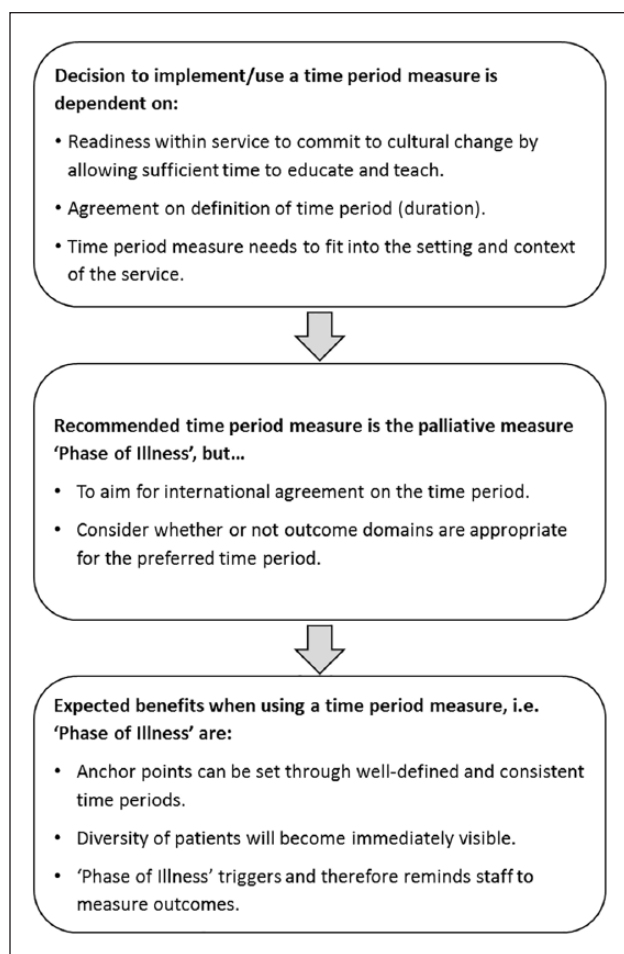 Decision to implement/use a time period measure is
dependent on:
• Readiness within service to commit to cultural change by
allowing sufficient time to educate and teach.
• Agreement on definition of time period (duration).
• Time period measure needs to fit into the setting and context
of the service.
Recommended time period measure is the palliative measure
‘Phase of Illness’, but…
• To aim for international agreement on the time period.
• Consider whether or not outcome domains are appropriate
for the preferred time period.
Expected benefits when using a time period measure, i.e.
‘Phase of Illness’ are:
• Anchor points can be set through well-defined and consistent
time periods.
• Diversity of patients will become immediately visible.
• ‘Phase of Illness’ triggers and therefore reminds staff to
measure outcomes.